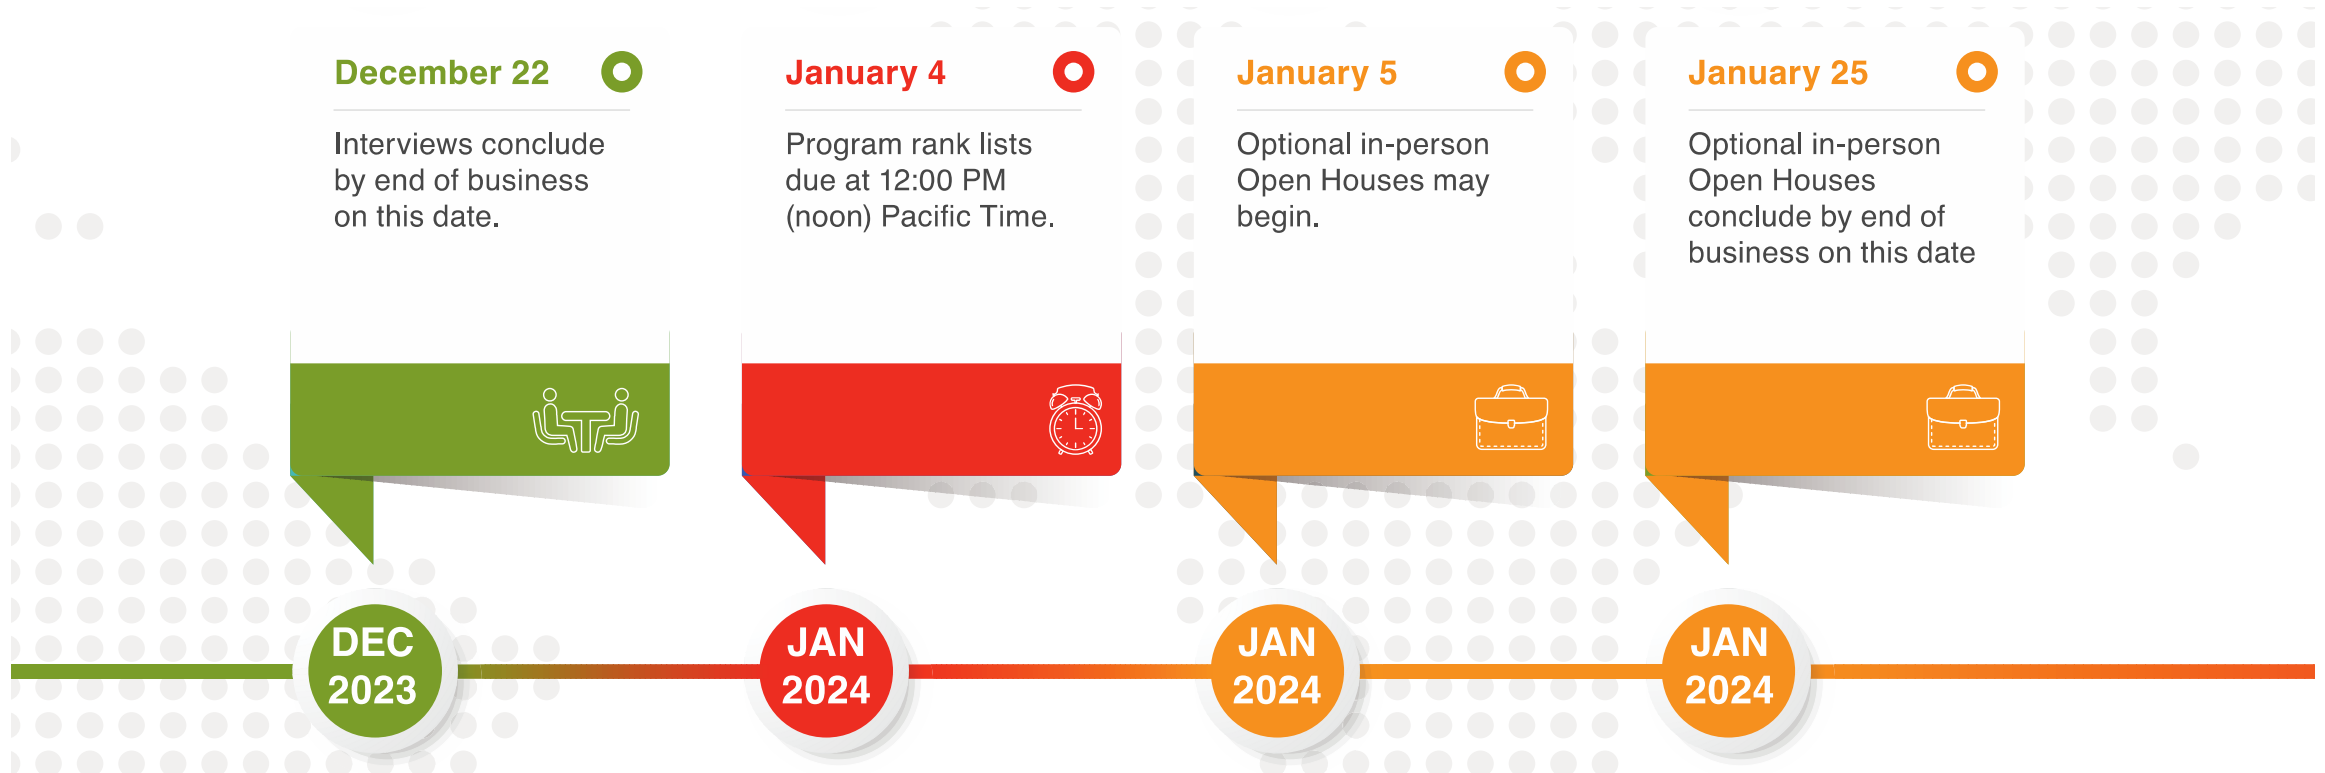 December 22
Interviews conclude
by end of business
on this date.
January 4
Program rank lists
due at 12:00 PM
(noon) Pacific Time.
January 5
Optional in-person
Open Houses may
begin.
January 25
Optional in-person
Open Houses
conclude by end of
business on this date
DEC
2023
JAN
2024
JAN
2024
JAN
2024